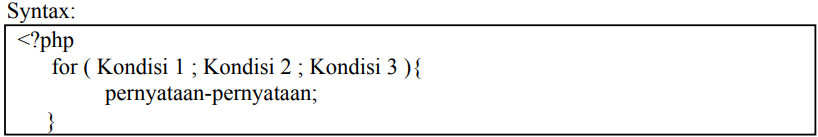 Syntax:
<?php
for ( Kondisi 1 ; Kondisi 2 ; Kondisi 3 ){
pernyataan-pernyataan;
}